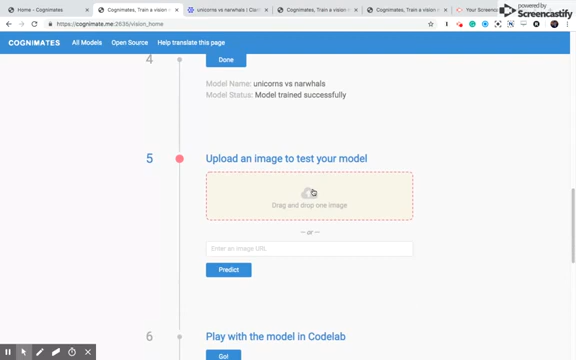 Home - Cognimates
Cognimates, Train a vision
unicorns vs narwhals | Cla
Cognimates, Train a vision
Cognimates, Train a vision
Your Screen
powered by
Screencastify
https://cognimate.me:2635/vision_home
COGNIMATES
All Models
Open Source
Help translate this page
4
Done
Model Name: unicorns vs narwhals
Model Status: Model trained successfully
5
Upload an image to test your model
Drag and drop one image
— or —
Enter an Image URL
Predict
6
Play with the model in Codelab
Go!